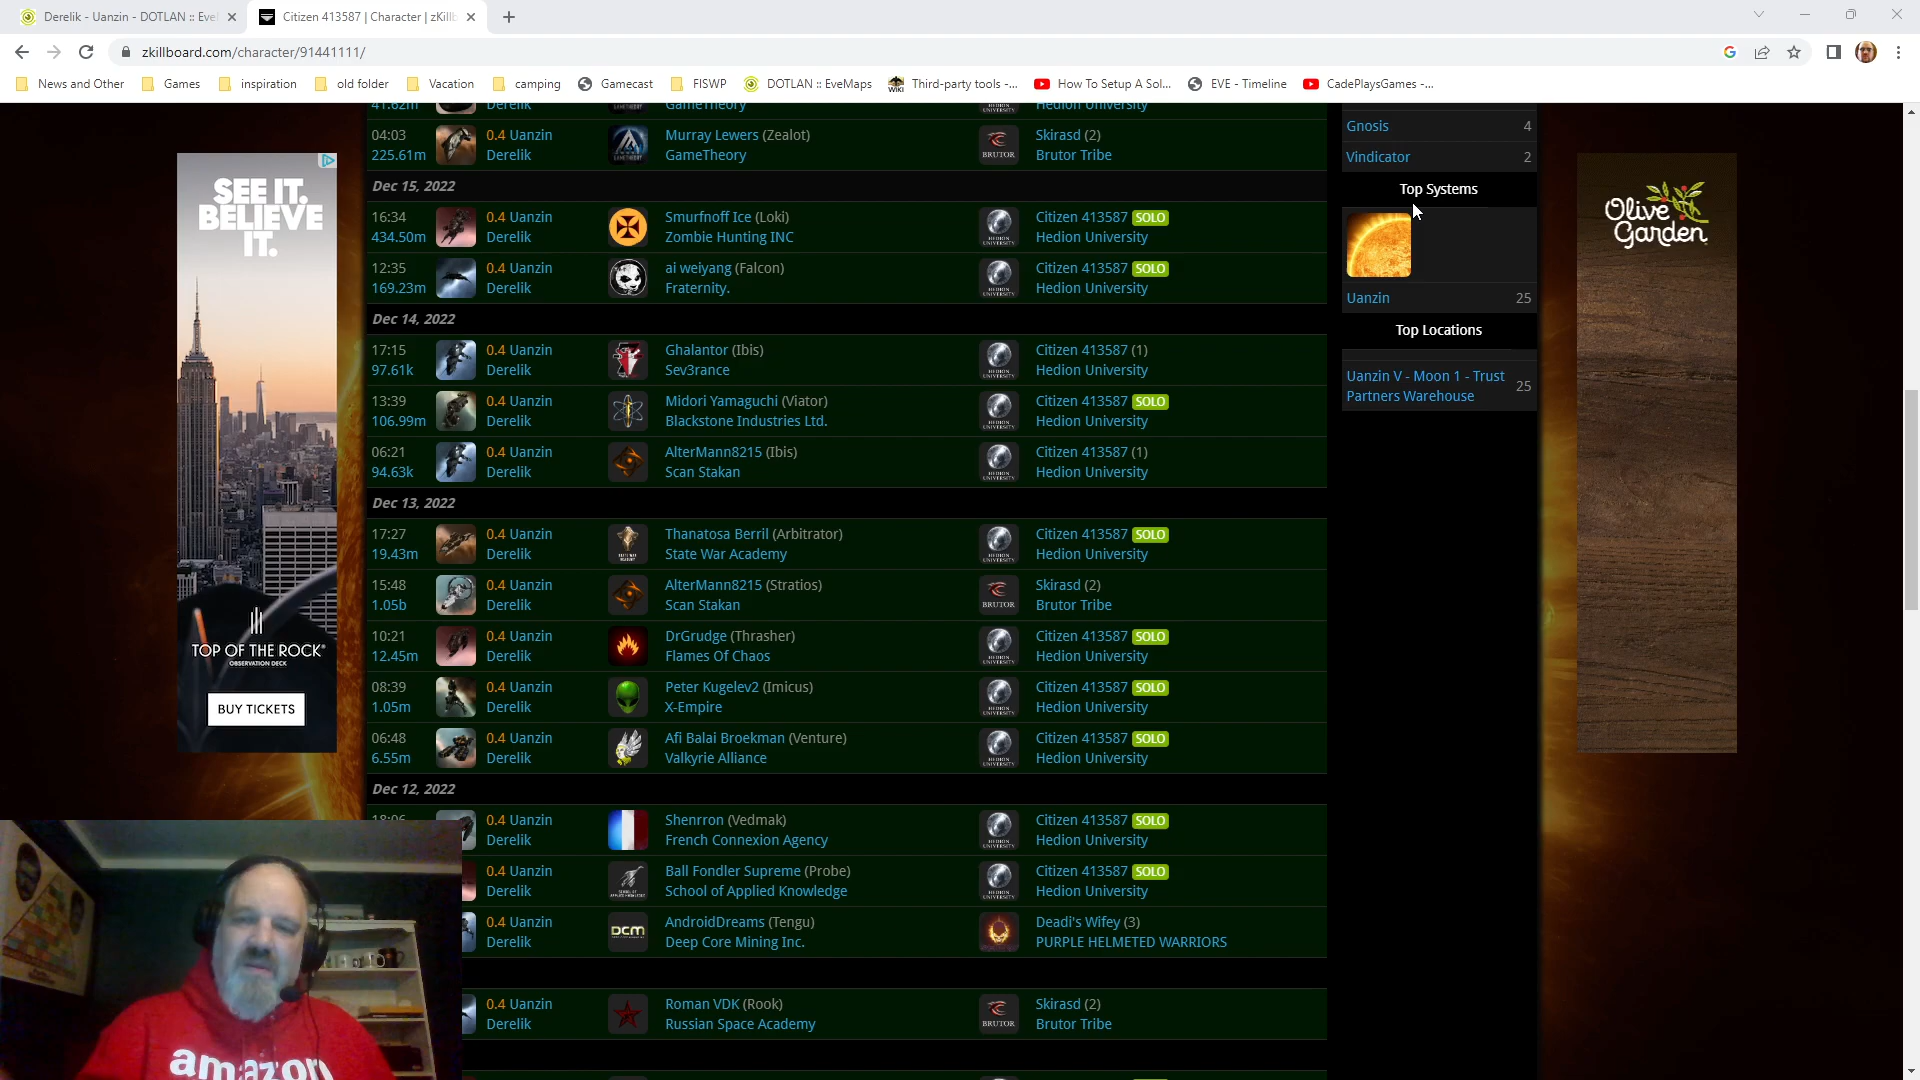 Derelik - Uanzin - DOTLAN :: Eve
Citizen 413587 | Character | zKillb
zkillboard.com/character/91441111/
News and Other
Games
inspiration
old folder
Vacation
camping
Gamecast
FISWP
DOTLAN :: EveMaps
Third-party tools -...
How To Setup A Sol...
EVE - Timeline
CadePlaysGames -...
41.62m Derelik GameTheory Hedion University
04:03 0.4 Uanzin Murray Lewers (Zealot) Skirasd (2)
225.61m Derelik GameTheory BRUTOR Brutor Tribe
Dec 15, 2022
16:34 0.4 Uanzin Smurfnoff Ice (Loki) Citizen 413587 SOLO
434.50m Derelik Zombie Hunting INC Hedion University
12:35 0.4 Uanzin ai weiyang (Falcon) Citizen 413587 SOLO
169.23m Derelik Fraternity. Hedion University
Dec 14, 2022
17:15 0.4 Uanzin Ghalantor (Ibis) Citizen 413587 (1)
97.61k Derelik Sev3rance Hedion University
13:39 0.4 Uanzin Midori Yamaguchi (Viator) Citizen 413587 SOLO
106.99m Derelik Blackstone Industries Ltd. Hedion University
06:21 0.4 Uanzin AlterMann8215 (Ibis) Citizen 413587 (1)
94.63k Derelik Scan Stakan Hedion University
Dec 13, 2022
17:27 0.4 Uanzin Thanatosa Berril (Arbitrator) Citizen 413587 SOLO
19.43m Derelik State War Academy Hedion University
15:48 0.4 Uanzin AlterMann8215 (Stratios) Skirasd (2)
1.05b Derelik Scan Stakan BRUTOR Brutor Tribe
10:21 0.4 Uanzin DrGrudge (Thrasher) Citizen 413587 SOLO
12.45m Derelik Flames Of Chaos Hedion University
08:39 0.4 Uanzin Peter Kugelev2 (Imicus) Citizen 413587 SOLO
1.05m Derelik X-Empire Hedion University
06:48 0.4 Uanzin Afi Balai Broekman (Venture) Citizen 413587 SOLO
6.55m Derelik Valkyrie Alliance Hedion University
Dec 12, 2022
18:06 0.4 Uanzin Shenrron (Vedmak) Citizen 413587 SOLO
Derelik French Connexion Agency Hedion University
0.4 Uanzin Ball Fondler Supreme (Probe) Citizen 413587 SOLO
Derelik School of Applied Knowledge Hedion University
0.4 Uanzin AndroidDreams (Tengu) Deadi's Wifey (3)
Derelik DCM Deep Core Mining Inc. PURPLE HELMETED WARRIORS
0.4 Uanzin Roman VDK (Rook) Skirasd (2)
Derelik Russian Space Academy BRUTOR Brutor Tribe
Gnosis 4
Vindicator 2
Top Systems
Uanzin 25
Top Locations
Uanzin V - Moon 1 - Trust
Partners Warehouse 25
SEE IT.
BELIEVE
IT.
TOP OF THE ROCK
OBSERVATION DECK
BUY TICKETS
Olive
Garden
amazon